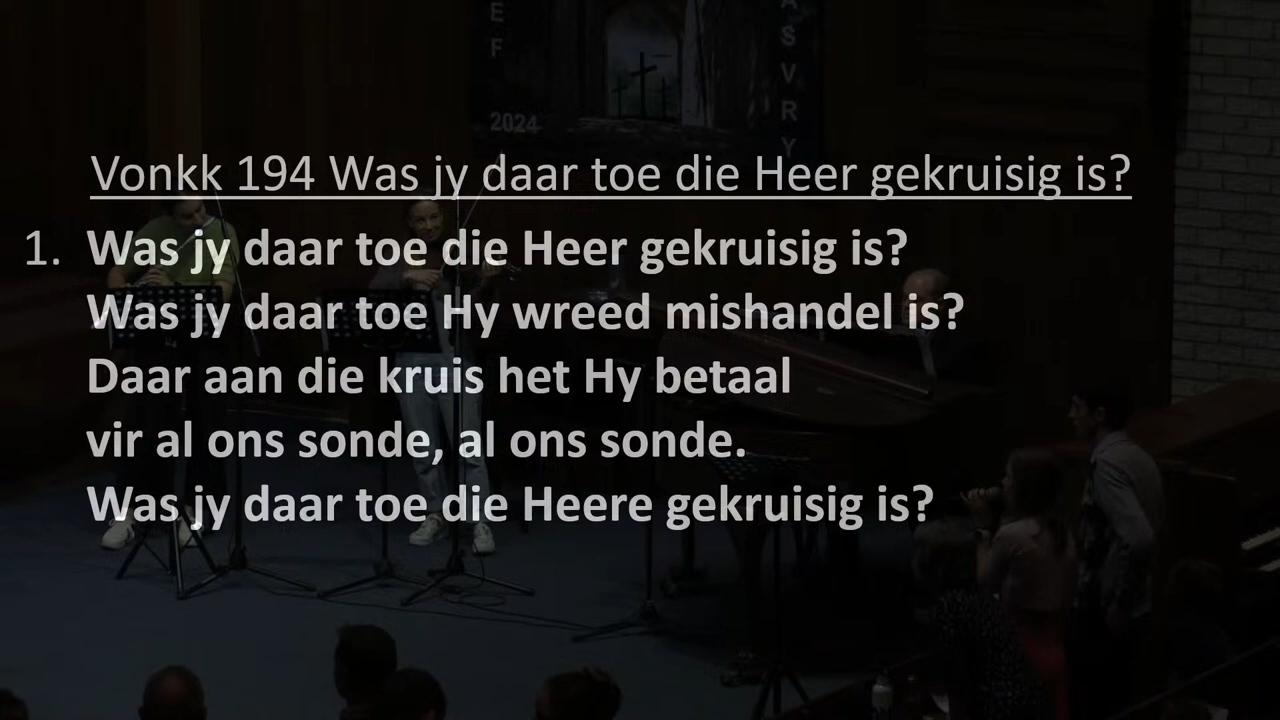 E
F
2024
A
S
V
R
Y
Vonkk 194 Was jy daar toe die Heer gekruisig is?
1. Was jy daar toe die Heer gekruisig is?
Was jy daar toe Hy wreed mishandel is?
Daar aan die kruis het Hy betaal
vir al ons sonde, al ons sonde.
Was jy daar toe die Heere gekruisig is?